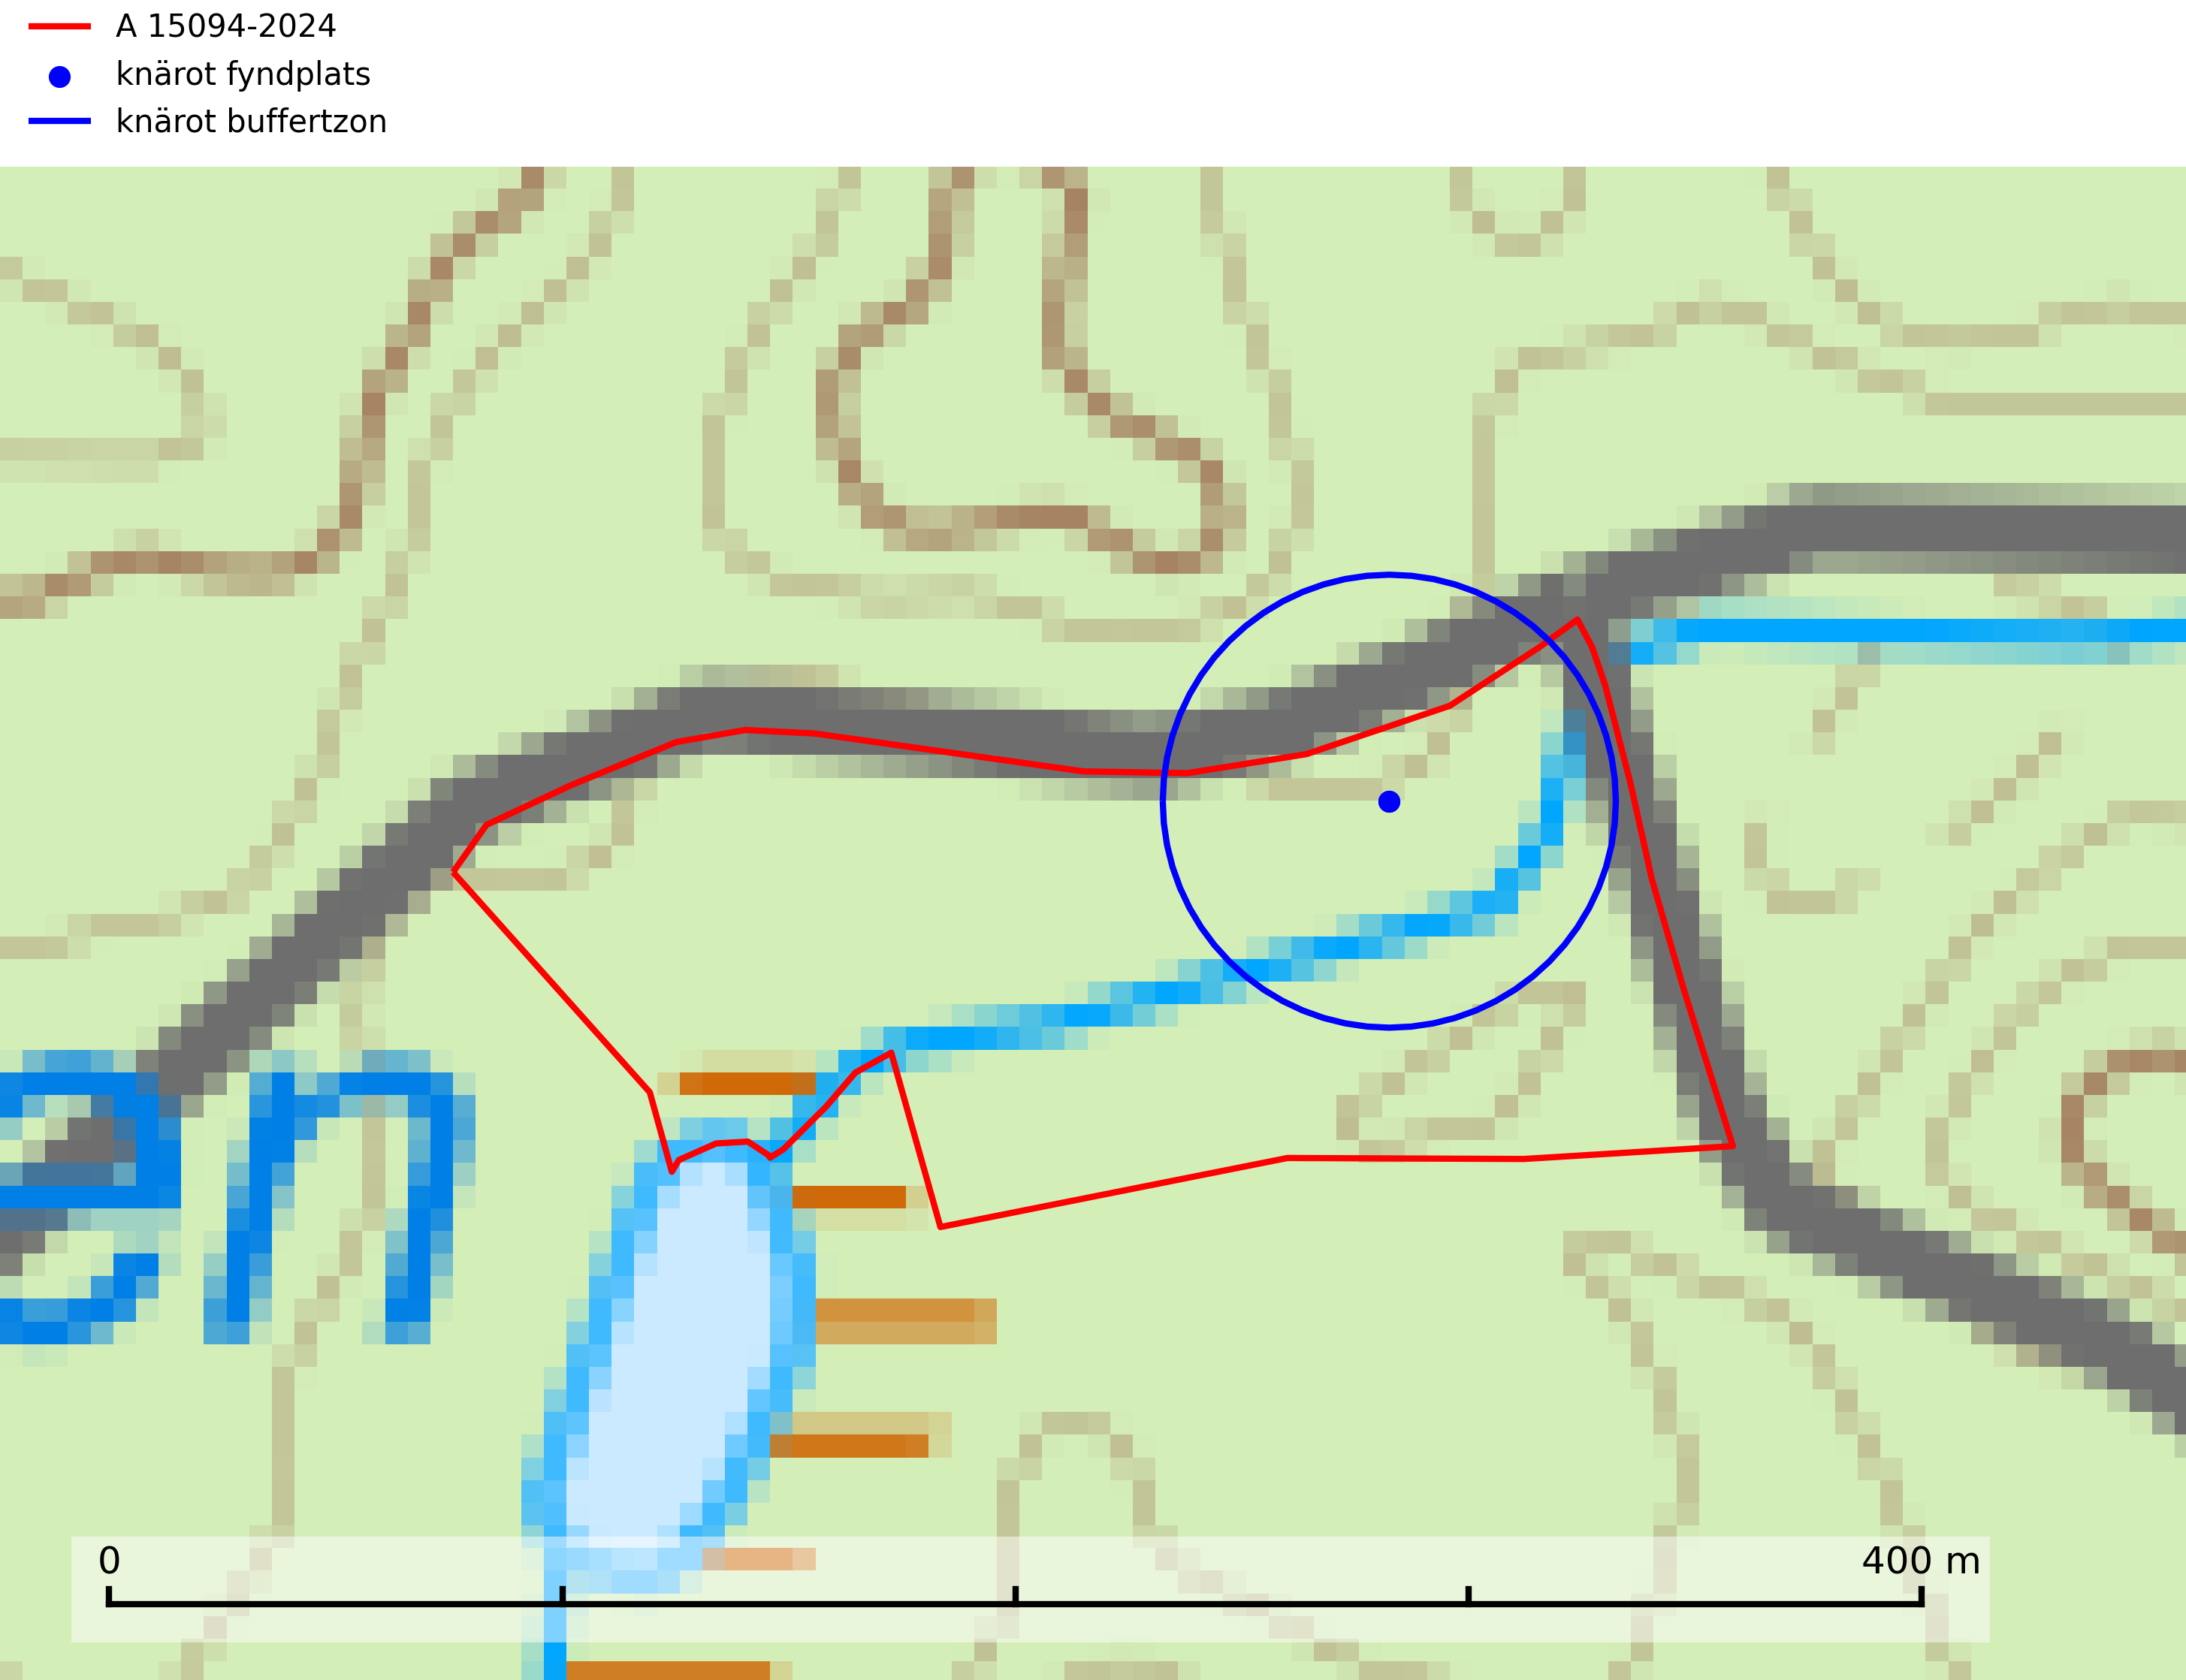 A 15094-2024
knärot fyndplats
knärot buffertzon
0
400 m